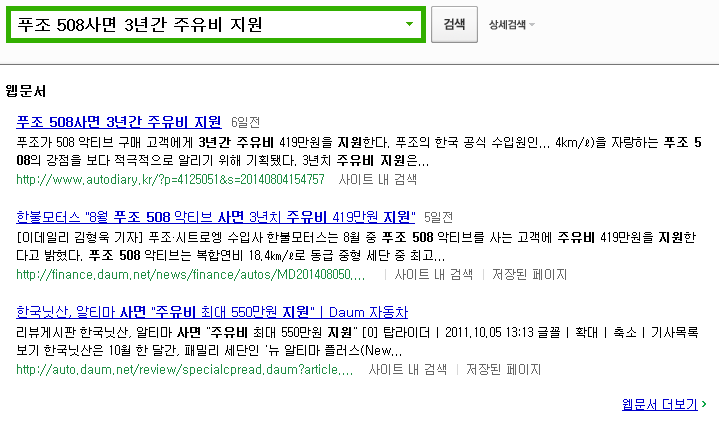 푸조 508사면 3년간 주유비 지원 검색 상세검색
웹문서
푸조 508사면 3년간 주유비 지원 6일전
푸조가 508 악티브 구매 고객에게 3년간 주유비 419만원을 지원한다. 푸조의 한국 공식 수입원인... 4km/ℓ)을 자랑하는 푸조 5
08의 강점을 보다 적극적으로 알리기 위해 기획됐다. 3년치 주유비 지원은...
http://www.autodiary.kr/?p=4125051&s=20140804154757 사이트 내 검색
한불모터스 "8월 푸조 508 악티브 사면 3년치 주유비 419만원 지원" 5일전
[이데일리 김형욱 기자] 푸조·시트로엥 수입사 한불모터스는 8월 중 푸조 508 악티브를 사는 고객에 주유비 419만원을 지원한
다고 밝혔다. 푸조 508 악티브는 복합연비 18.4㎞/ℓ로 동급 중형 세단 중 최고...
http://finance.daum.net/news/finance/autos/MD201408050,... | 사이트 내 검색 | 저장된 페이지
한국닛산, 알티마 사면 "주유비 최대 550만원 지원" | Daum 자동차
리뷰게시판 한국닛산, 알티마 사면 "주유비 최대 550만원 지원" [0] 탑라이더 | 2011.10.05 13:13 글꼴 | 확대 | 축소 | 기사목록
보기 한국닛산은 10월 한 달간, 패밀리 세단인 '뉴 알티마 플러스(New...
http://auto.daum.net/review/specialcpread.daum?article,... 사이트 내 검색 | 저장된 페이지
웹문서 더보기 >